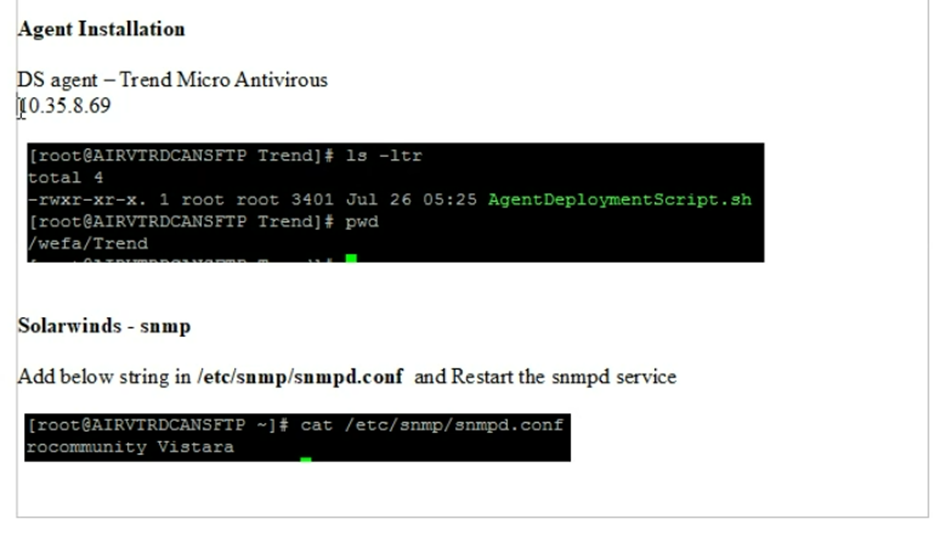 Agent Installation
DS agent – Trend Micro Antivirous
10.35.8.69
[root@AIRVTRDCANSFTP Trend]# ls -ltr
total 4
-rwxr-xr-x. 1 root root 3401 Jul 26 05:25 AgentDeploymentScript.sh
[root@AIRVTRDCANSFTP Trend]# pwd
/wefa/Trend
Solarwinds - snmp
Add below string in /etc/snmp/snmpd.conf and Restart the snmpd service
[root@AIRVTRDCANSFTP ~]# cat /etc/snmp/snmpd.conf
rocommunity Vistara